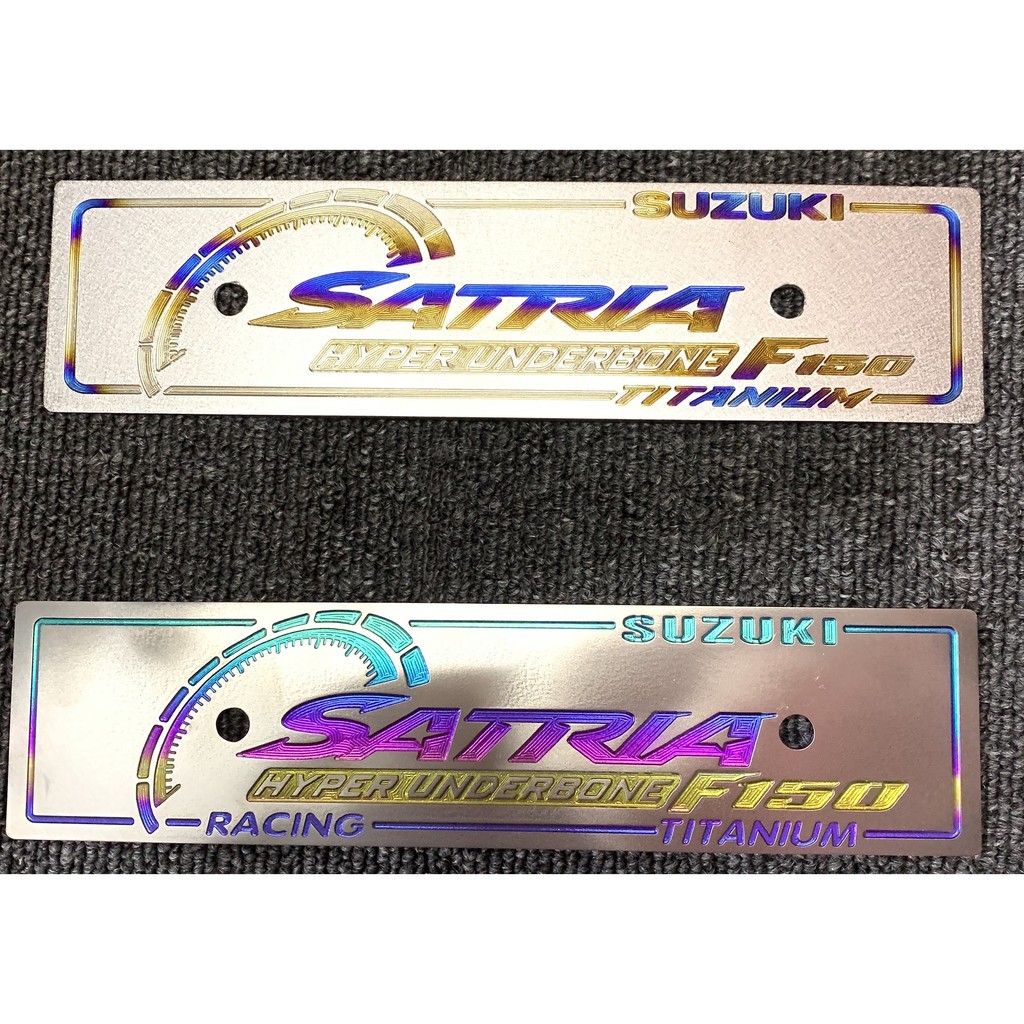 SUZUKI
SATRIA
HYPER UNDERBONE F150
TITANIUM
SUZUKI
SATRIA
HYPER UNDERBONE F150
RACING TITANIUM